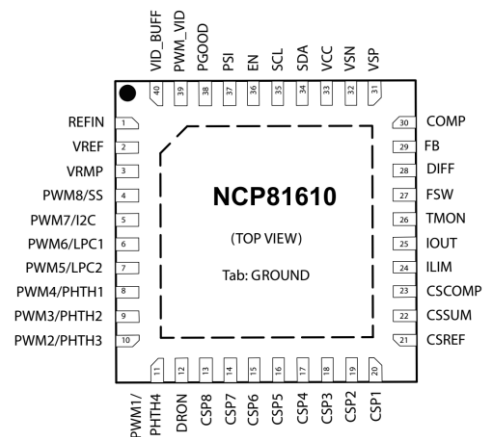 VID_BUFF
PWM_VID
PGOOD
PSI
EN
SCL
SDA
VCC
VSN
VSP
40
39
38
37
36
35
34
33
32
31
REFIN 1
VREF 2
VRMP 3
PWM8/SS 4
PWM7/I2C 5
PWM6/LPC1 6
PWM5/LPC2 7
PWM4/PHTH1 8
PWM3/PHTH2 9
PWM2/PHTH3 10
NCP81610
(TOP VIEW)
Tab: GROUND
30 COMP
29 FB
28 DIFF
27 FSW
26 TMON
25 IOUT
24 ILIM
23 CSCOMP
22 CSSUM
21 CSREF
11
12
13
14
15
16
17
18
19
20
PWM1/
PHTH4
DRON
CSP8
CSP7
CSP6
CSP5
CSP4
CSP3
CSP2
CSP1